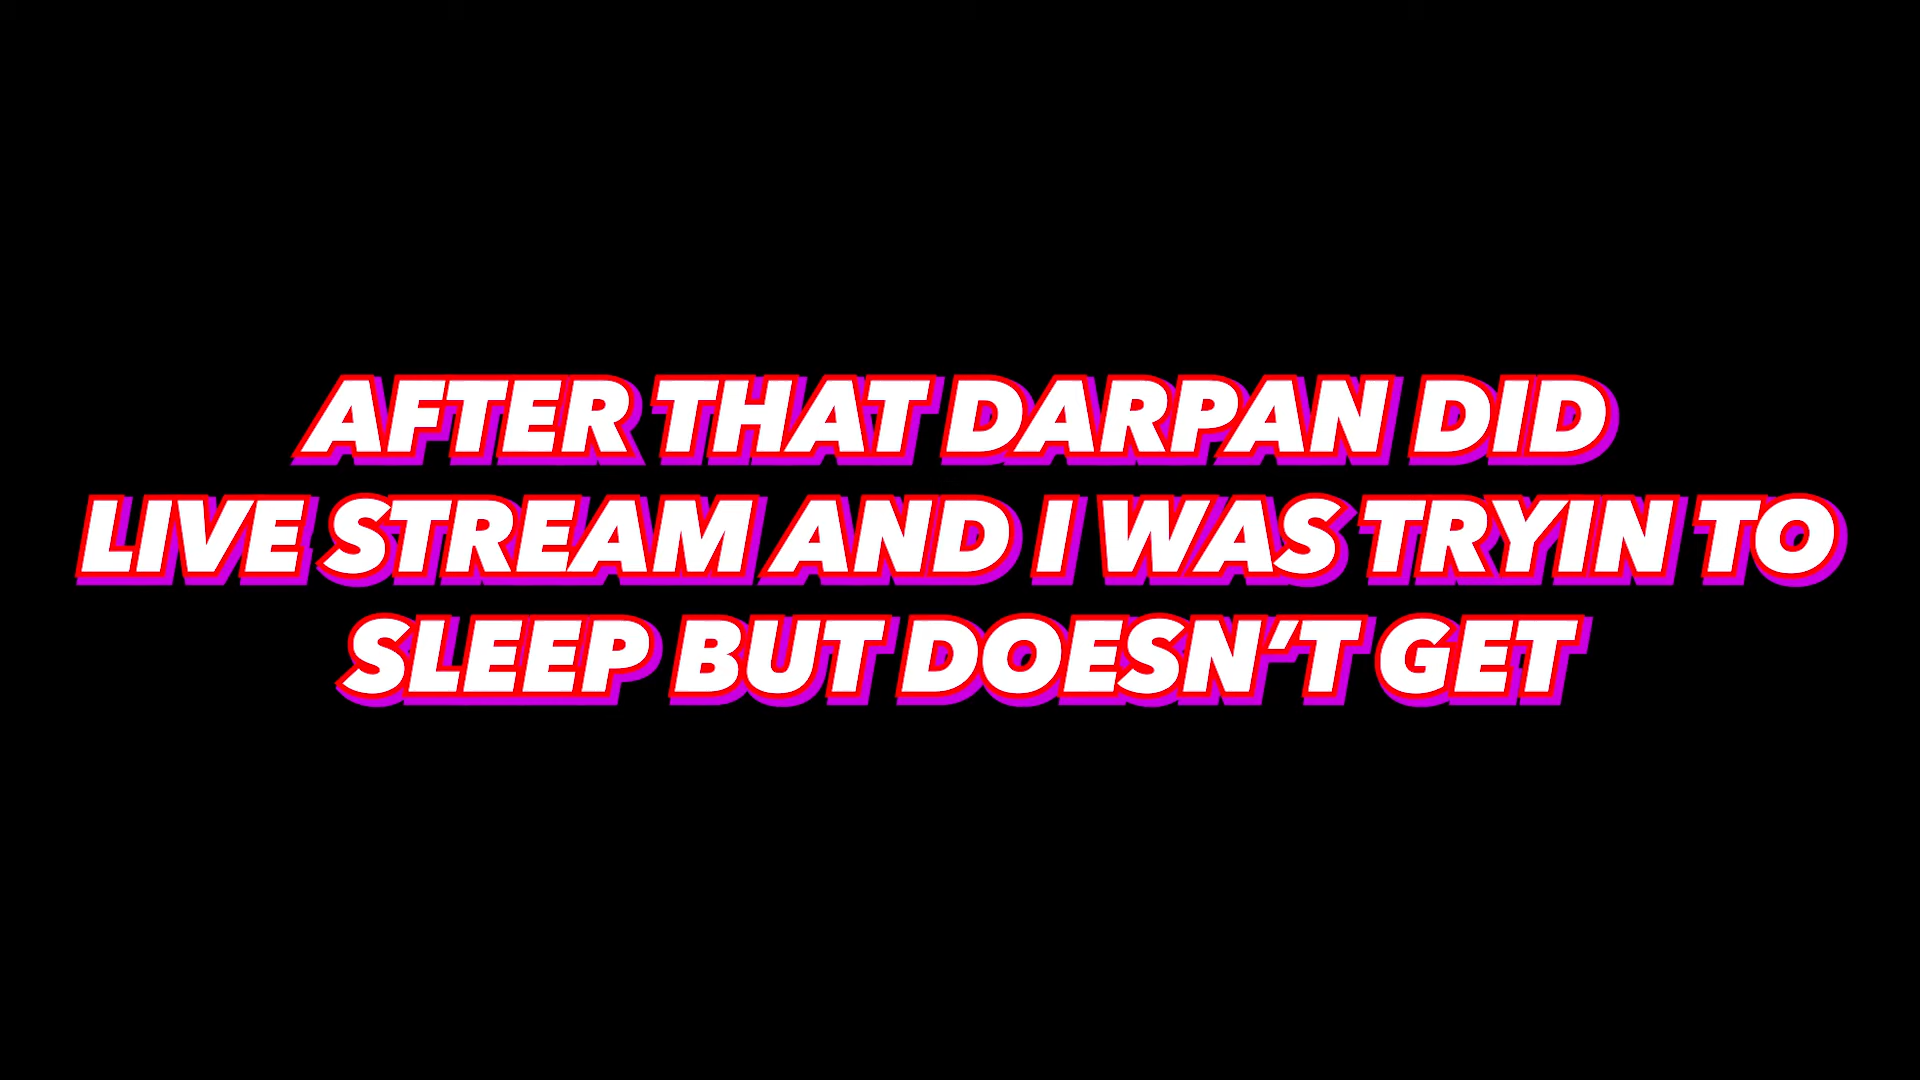 AFTER THAT DARPAN DID
LIVE STREAM AND I WAS TRYIN TO
SLEEP BUT DOESN’T GET